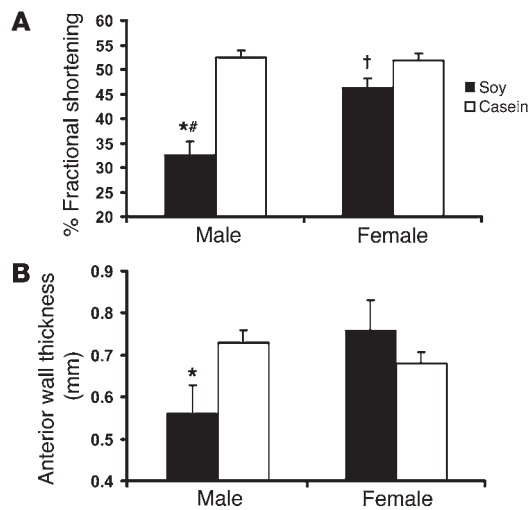 A
% Fractional shortening
60
55
50
45
40
35
30
25
20
*#
†
Soy
Casein
Male
Female
B
Anterior wall thickness
(mm)
0.9
0.8
0.7
0.6
0.5
0.4
*
Male
Female